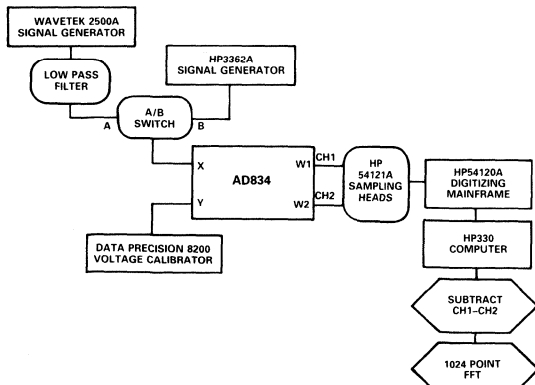 WAVETEK 2500A
SIGNAL GENERATOR
LOW PASS
FILTER
HP3362A
SIGNAL GENERATOR
A/B
SWITCH
A
B
X
Y
AD834
W1
W2
CH1
CH2
HP
54121A
SAMPLING
HEADS
HP54120A
DIGITIZING
MAINFRAME
DATA PRECISION 8200
VOLTAGE CALIBRATOR
HP330
COMPUTER
SUBTRACT
CH1–CH2
1024 POINT
FFT